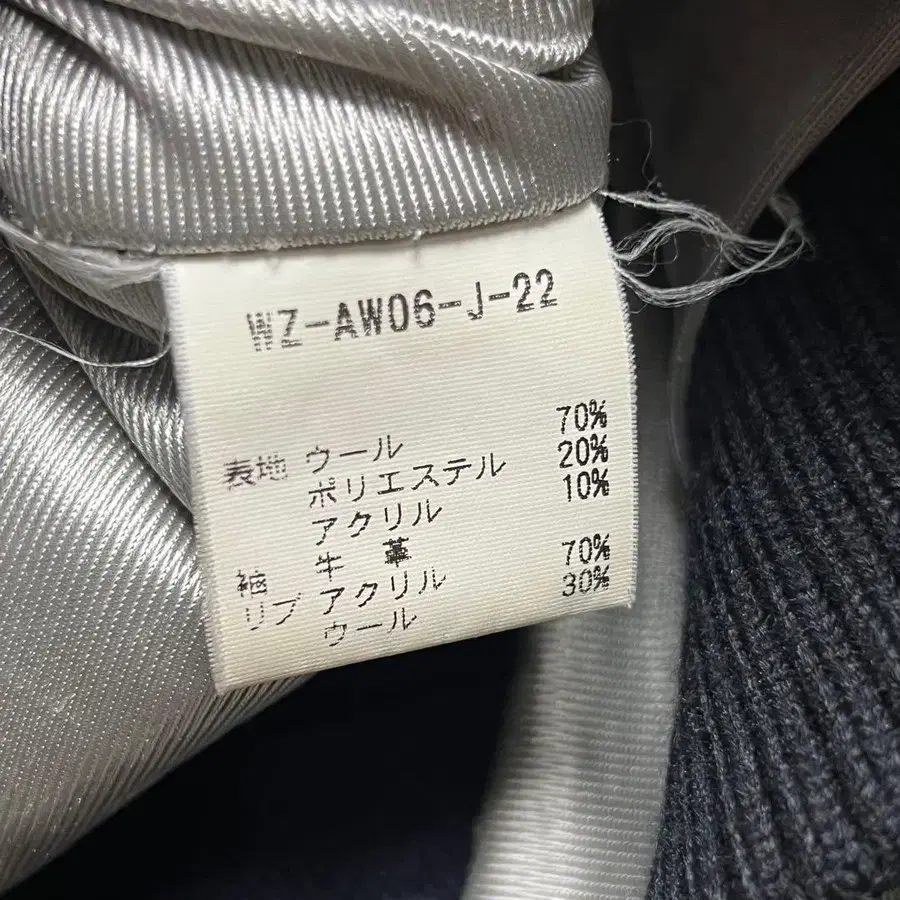 WZ-AW06-J-22
表地 ウール 70%
ポリエステル 20%
アクリル 10%
袖 牛革
リブ アクリル 70%
ウール 30%